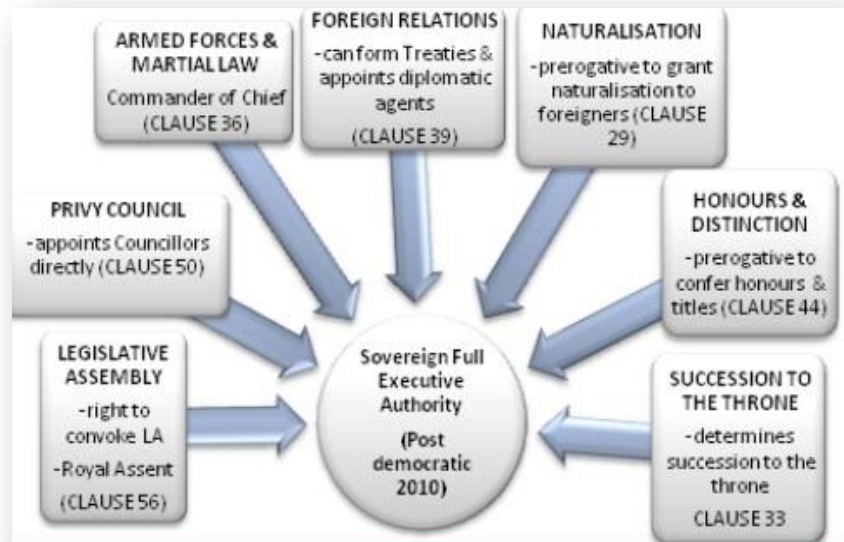 ARMED FORCES &
MARTIAL LAW
Commander of Chief
(CLAUSE 36)
FOREIGN RELATIONS
-can form Treaties &
appoints diplomatic
agents
(CLAUSE 39)
NATURALISATION
-prerogative to grant
naturalisation to
foreigners (CLAUSE
29)
PRIVY COUNCIL
-appoints Councillors
directly (CLAUSE 50)
HONOURS &
DISTINCTION
-prerogative to
confer honours &
titles (CLAUSE 44)
LEGISLATIVE
ASSEMBLY
-right to
convoke LA
-Royal Assent
(CLAUSE 56)
Sovereign Full
Executive
Authority
(Post
democratic
2010)
SUCCESSION TO
THE THRONE
-determines
succession to the
throne
CLAUSE 33